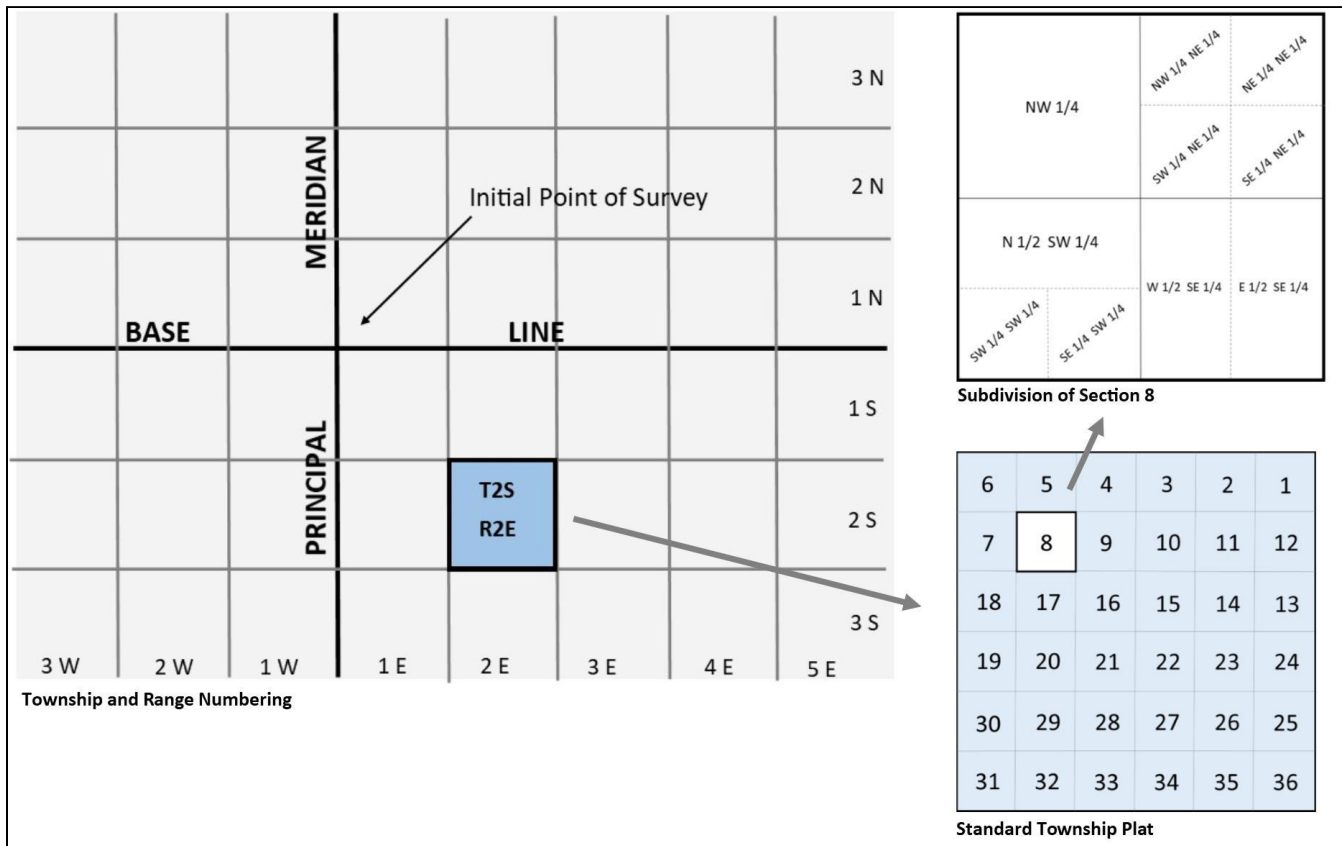 3 N
MERIDIAN
2 N
Initial Point of Survey
1 N
BASE LINE
1 S
PRINCIPAL
T2S
R2E
2 S
3 S
3 W 2 W 1 W 1 E 2 E 3 E 4 E 5 E
Township and Range Numbering
NW 1/4
NW 1/4 NE 1/4
NE 1/4 NE 1/4
SW 1/4 NE 1/4
SE 1/4 NE 1/4
N 1/2 SW 1/4
W 1/2 SE 1/4
E 1/2 SE 1/4
SW 1/4 SW 1/4
SE 1/4 SW 1/4
Subdivision of Section 8
6 5 4 3 2 1
7 8 9 10 11 12
18 17 16 15 14 13
19 20 21 22 23 24
30 29 28 27 26 25
31 32 33 34 35 36
Standard Township Plat